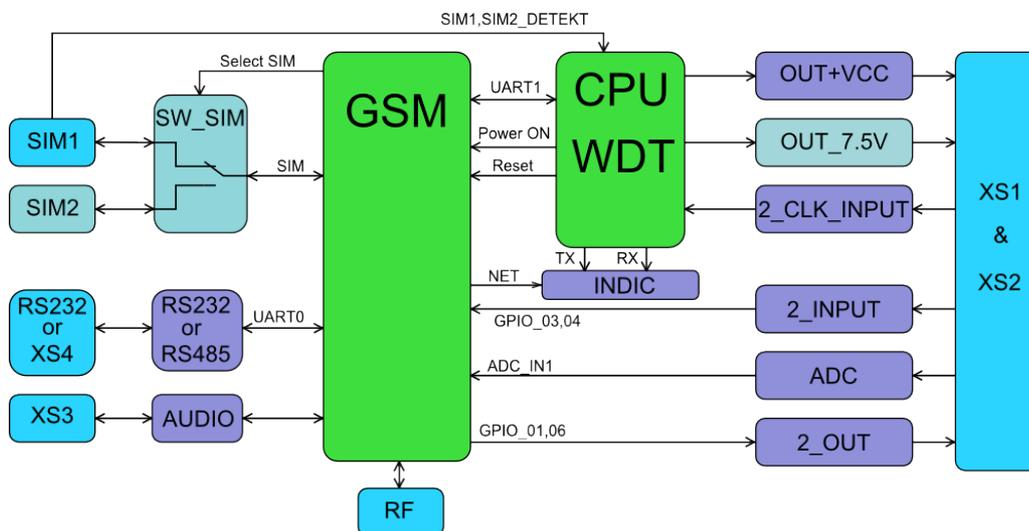 SIM1,SIM2_DETEKT
Select SIM
SW_SIM
SIM1
SIM2
SIM
GSM
UART1
Power ON
Reset
CPU
WDT
OUT+VCC
OUT_7.5V
2_CLK_INPUT
XS1
&
XS2
TX
RX
NET
INDIC
2_INPUT
GPIO_03,04
RS232
or
XS4
RS232
or
RS485
UART0
ADC_IN1
ADC
XS3
AUDIO
GPIO_01,06
2_OUT
RF